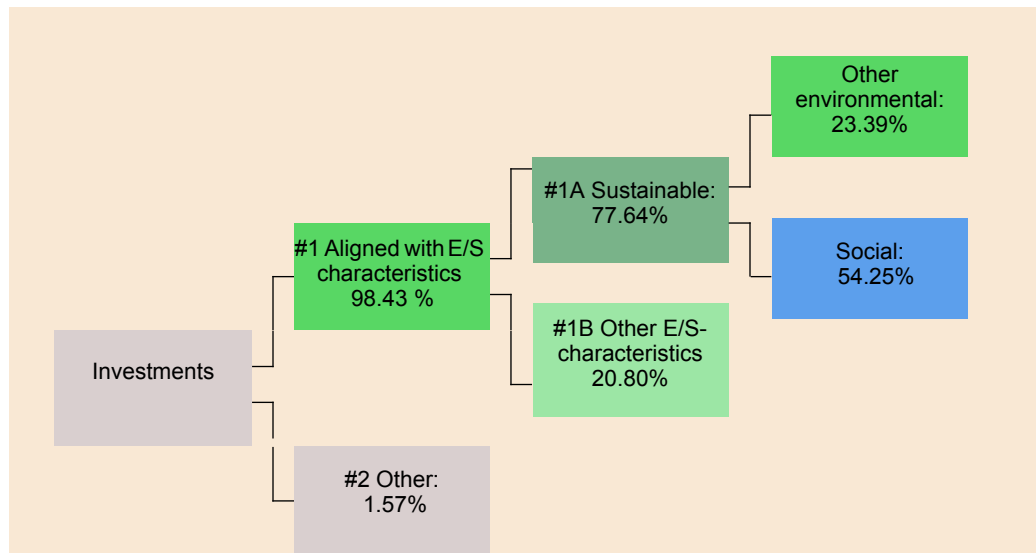 Investments
#1 Aligned with E/S
characteristics
98.43 %
#2 Other:
1.57%
#1A Sustainable:
77.64%
#1B Other E/S-
characteristics
20.80%
Other
environmental:
23.39%
Social:
54.25%